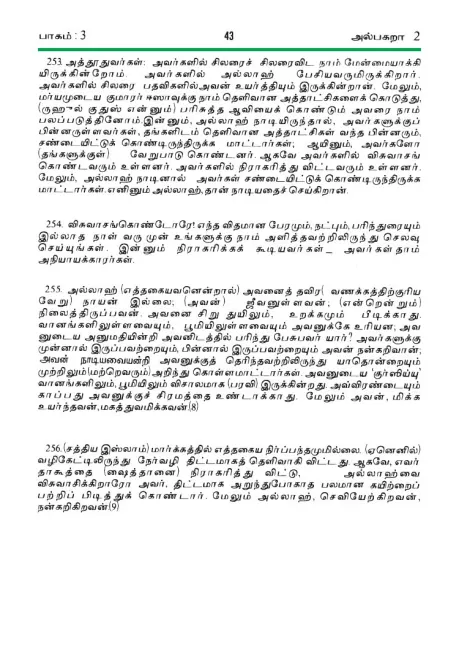 பாகம் : 3 43 அல்பகறா 2
253. அத்தூதுவர்கள்: அவர்களில் சிலரைச் சிலரைவிட நாம் மேன்மையாக்கி
யிருக்கின்றோம். அவர்களில் அல்லாஹ் பேசியவருமிருக்கிறார்.
அவர்களில் சிலரை பதவிகளில்அவன் உயர்த்தியும் இருக்கின்றான். மேலும்,
மர்யமுடைய குமாரர் ஈஸாவுக்கு நாம் தெளிவான அத்தாட்சிகளைக் கொடுத்து,
(ருஹுல் குதுஸ் என்னும்) பரிசுத்த ஆவியைக் கொண்டும் அவரை நாம்
பலப்படுத்தினோம்.இன்னும், அல்லாஹ் நாடியிருந்தால், அவர்களுக்குப்
பின்னருள்ளவர்கள், தங்களிடம் தெளிவான அத்தாட்சிகள் வந்த பின்னரும்,
சண்டையிட்டுக் கொண்டிருந்திருக்க மாட்டார்கள்; ஆயினும், அவர்களோ
(தங்களுக்குள்) வேறுபாடு கொண்டனர். ஆகவே அவர்களில் விசுவாசங்
கொண்டவரும் உள்ளனர். அவர்களில் நிராகரித்து விட்டவரும் உள்ளனர்.
மேலும், அல்லாஹ் நாடினால் அவர்கள் சண்டையிட்டுக் கொண்டிருந்திருக்க
மாட்டார்கள். எனினும் அல்லாஹ், தான் நாடியதைச் செய்கிறான்.
254. விசுவாசங்கொண்டோரே! எந்த விதமான பேரமும், நட்பும், பரிந்துரையும்
இல்லாத நாள் வரு முன் உங்களுக்கு நாம் அளித்தவற்றிலிருந்து செலவு
செய்யுங்கள். இன்னும் நிராகரிக்கக் கூடியவர்கள்_ அவர்கள் தாம்
அநியாயக்காரர்கள்.
255. அல்லாஹ் (எத்தகையவனென்றால்) அவனைத் தவிர( வணக்கத்திற்குரிய
வேறு) நாயன் இல்லை; (அவன்) ஜீவனுள்ளவன்; (என்றென்றும்)
நிலைத்திருப்பவன். அவனை சிறு துயிலும், உறக்கமும் பீடிக்காது.
வானங்களிலுள்ளவையும், பூமியிலுள்ளவையும் அவனுக்கே உரியன; அவ
னுடைய அனுமதியின்றி அவனிடத்தில் பரிந்து பேசுபவர் யார்? அவர்களுக்கு
முன்னால் இருப்பவற்றையும், பின்னால் இருப்பவற்றையும் அவன் நன்கறிவான்;
அவன் நாடியவையன்றி அவனுக்குத் தெரிந்தவற்றிலிருந்து யாதொன்றையும்
முற்றிலும்(மற்றெவரும்)அறிந்து கொள்ளமாட்டார்கள். அவனுடைய 'குர்ஸிய்யு'
வானங்களிலும், பூமியிலும் விசாலமாக (பரவி) இருக்கின்றது. அவ்விரண்டையும்
காப்பது அவனுக்குச் சிரமத்தை உண்டாக்காது. மேலும் அவன், மிக்க
உயர்ந்தவன், மகத்துவமிக்கவன்.(8)
256.(சத்திய இஸ்லாம்) மார்க்கத்தில் எத்தகைய நிர்ப்பந்தமுமில்லை. (ஏனெனில்)
வழிகேட்டிலிருந்து நேர்வழி திட்டமாகத் தெளிவாகி விட்டது. ஆகவே, எவர்
தாகூத்தை (ஷைத்தானை) நிராகரித்து விட்டு, அல்லாஹ்வை
விசுவாசிக்கிறாரோ அவர், திட்டமாக அறுந்துபோகாத பலமான கயிற்றைப்
பற்றிப் பிடித்துக் கொண்டார். மேலும் அல்லாஹ், செவியேற்கிறவன்,
நன்கறிகிறவன்.(9)